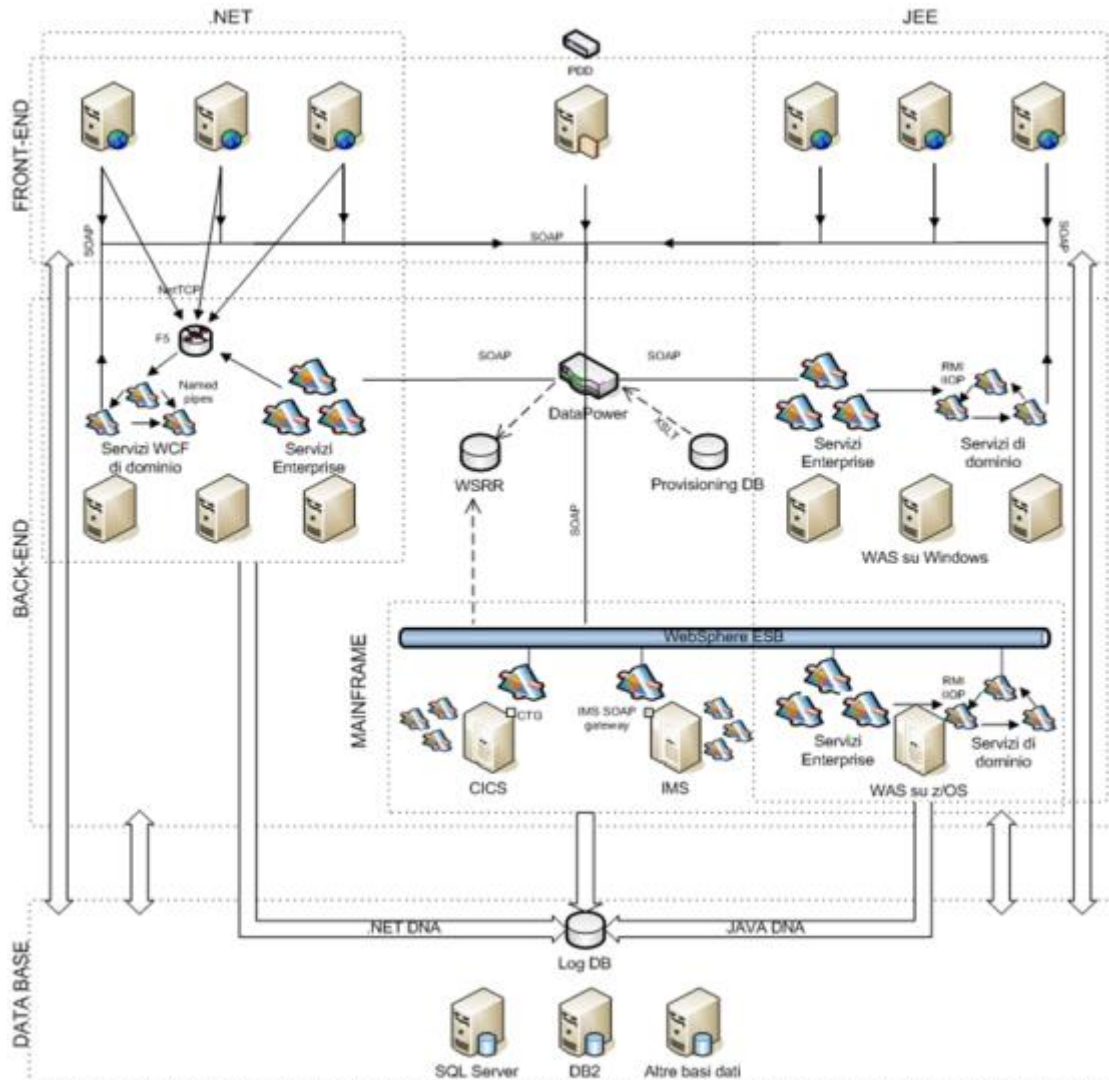 .NET
JEE
PDD
FRONT-END
SOAP
SOAP
SOAP
NetTCP
F5
Named
pipes
SOAP
SOAP
RMI
IIOP
DataPower
XSLT
Servizi WCF
di dominio
Servizi
Enterprise
WSRR
Provisioning DB
Servizi
Enterprise
Servizi di
dominio
SOAP
WAS su Windows
BACK-END
MAINFRAME
WebSphere ESB
CTG
IMS SOAP
gateway
RMI
IIOP
Servizi
Enterprise
Servizi di
dominio
CICS
IMS
WAS su z/OS
.NET DNA
JAVA DNA
Log DB
DATA BASE
SQL Server
DB2
Altre basi dati